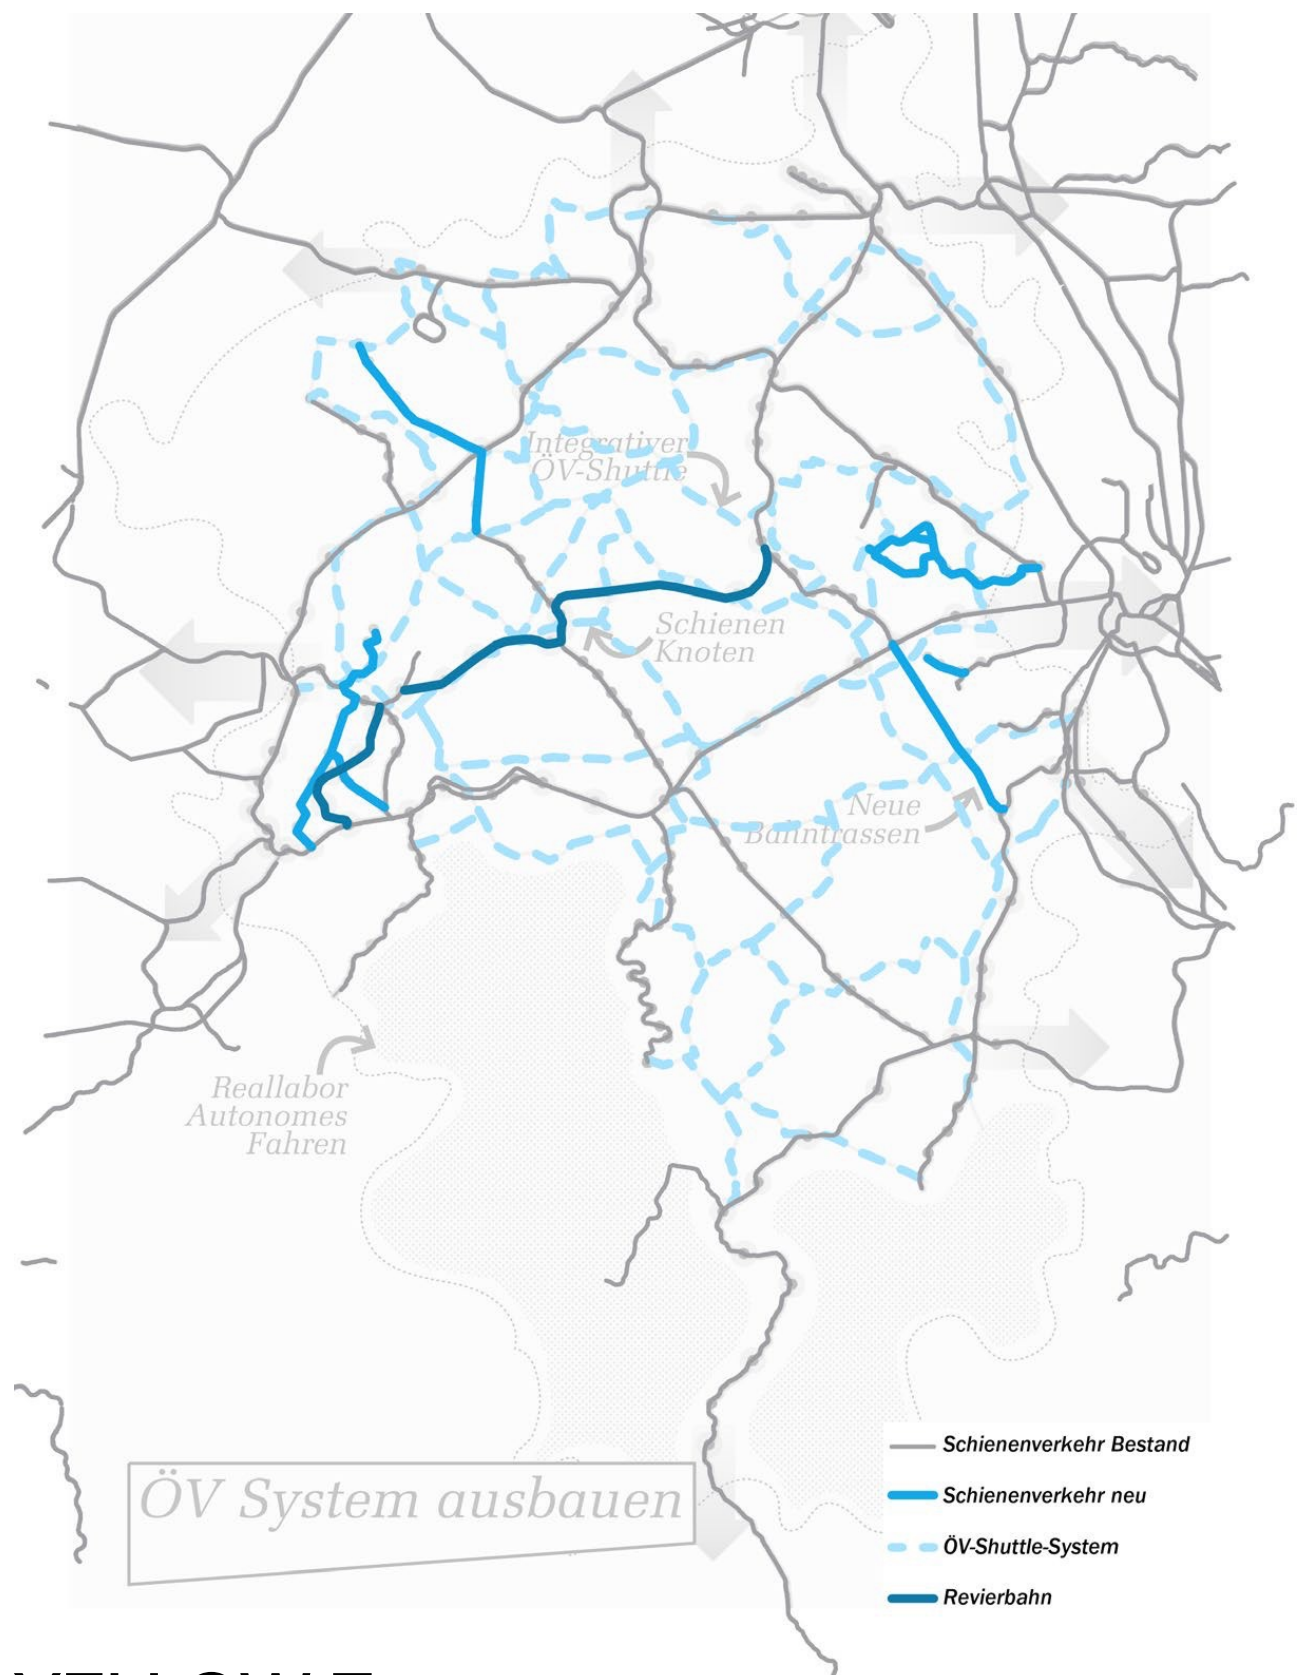 Integrativer
ÖV-Shuttle
Schienen
Knoten
Neue
Bahntrassen
Reallabor
Autonomes
Fahren
ÖV System ausbauen
Schienenverkehr Bestand
Schienenverkehr neu
ÖV-Shuttle-System
Revierbahn